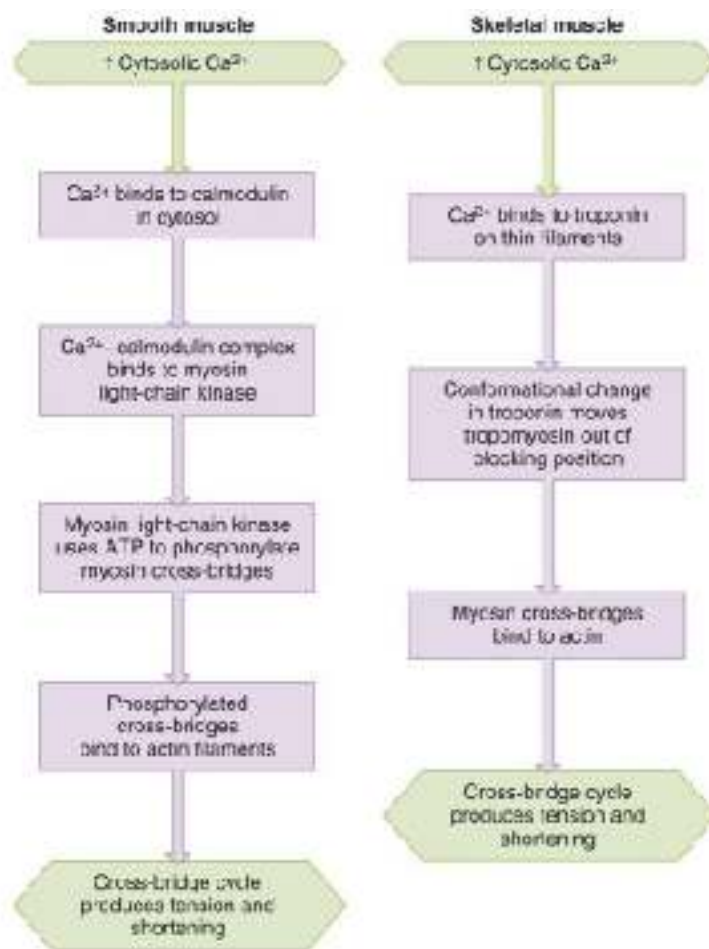 Smooth muscle
↑ Cytosolic Ca²⁺
Ca²⁺ binds to calmodulin
in cytosol
Ca²⁺–calmodulin complex
binds to myosin
light-chain kinase
Myosin light-chain kinase
uses ATP to phosphorylate
myosin cross-bridges
Phosphorylated
cross-bridges
bind to actin filaments
Cross-bridge cycle
produces tension and
shortening
Skeletal muscle
↑ Cytosolic Ca²⁺
Ca²⁺ binds to troponin
on thin filaments
Conformational change
in troponin moves
tropomyosin out of
blocking position
Myosin cross-bridges
bind to actin
Cross-bridge cycle
produces tension and
shortening